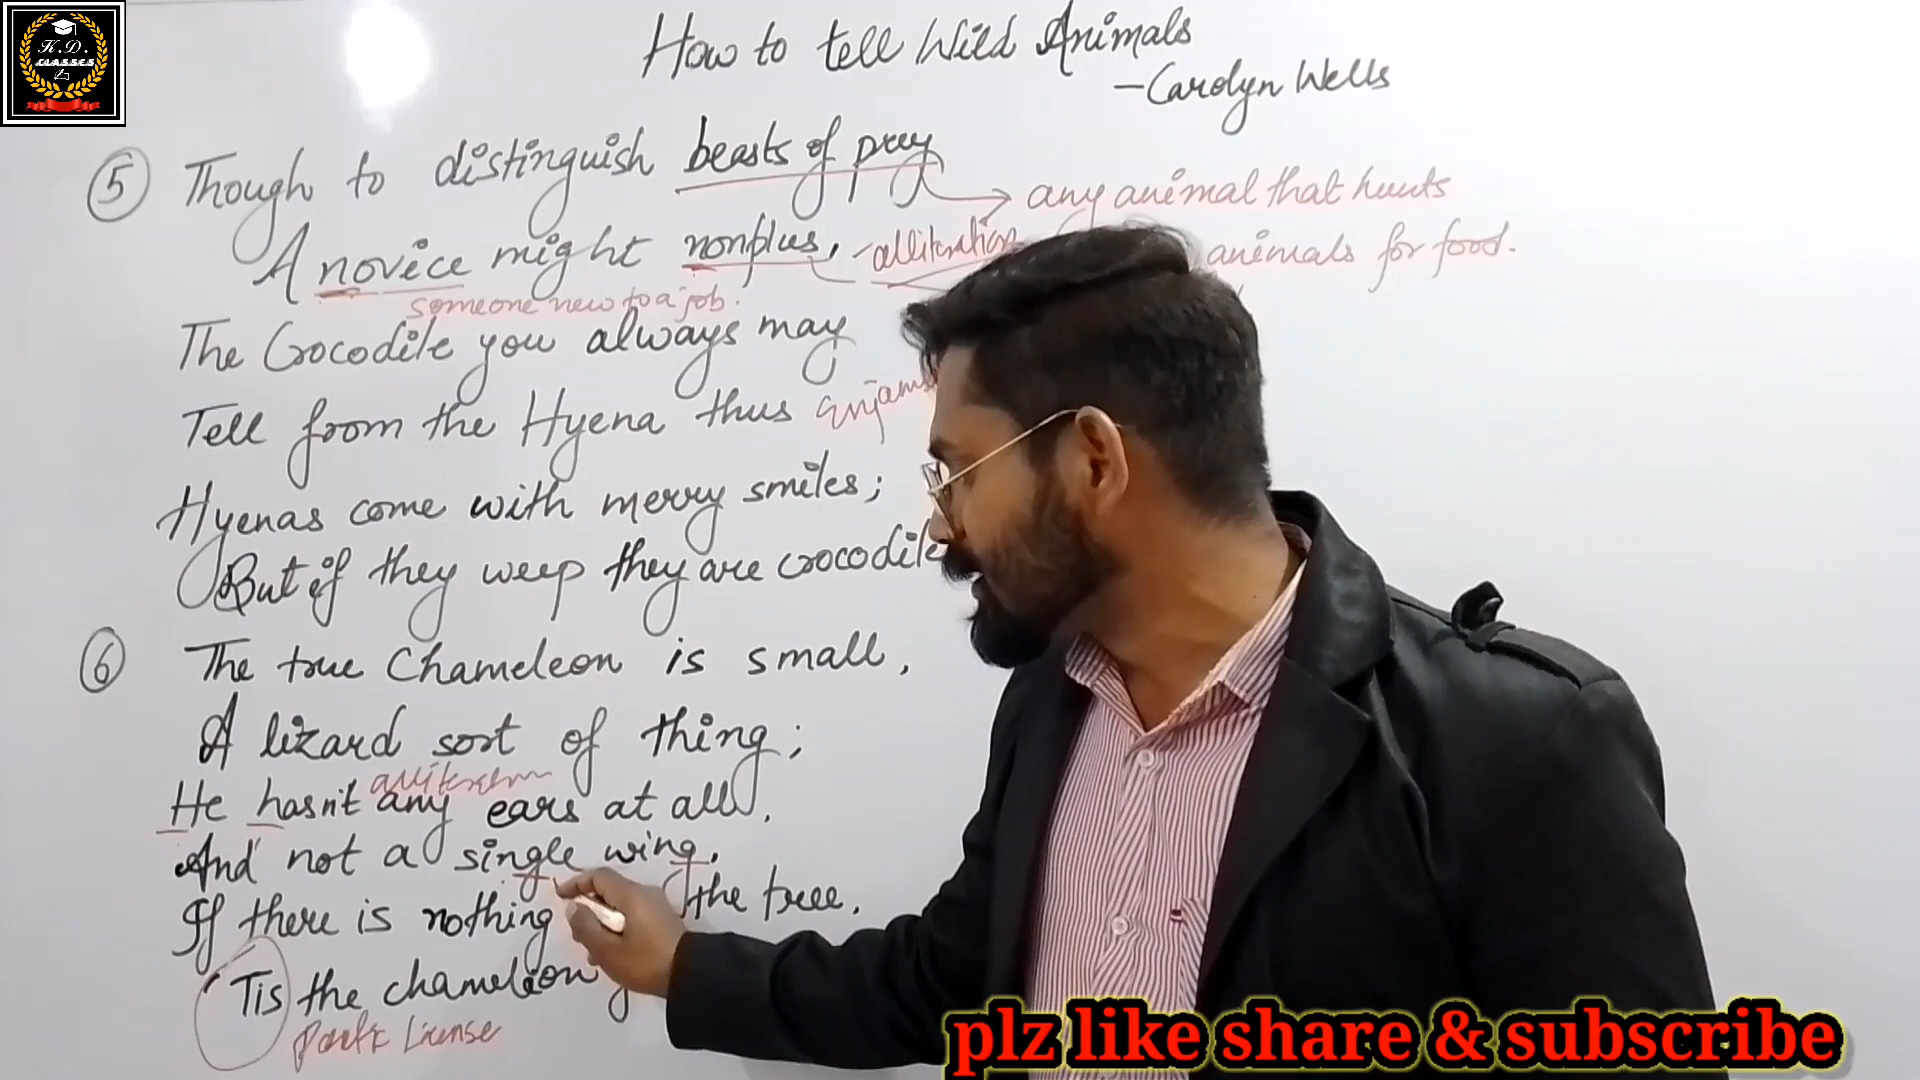 K.D.
CLASSES
How to tell Wild Animals
- Carolyn Wells
5 Though to distinguish beasts of prey
any animal that hunts
A novice might nonplus, - alliteration
animals for food.
someone new to a job.
The Crocodile you always may
Tell from the Hyena thus
Hyenas come with merry smiles;
But if they weep they are crocodile
6 The true Chameleon is small,
A lizard sort of thing;
alliteration
He hasn't any ears at all,
And not a single wing.
If there is nothing the tree.
'Tis the chameleon
Poetic License
plz like share & subscribe